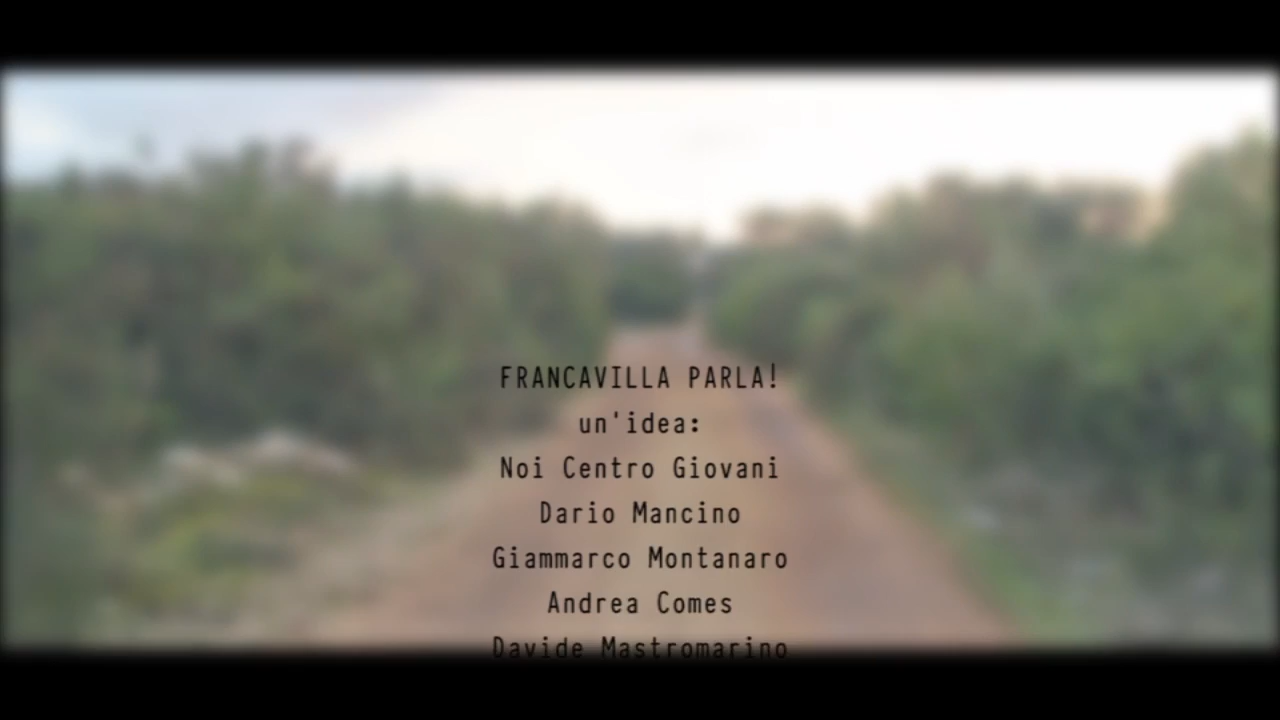 FRANCAVILLA PARLA!
un'idea:
Noi Centro Giovani
Dario Mancino
Giammarco Montanaro
Andrea Comes
Davide Mastromarino